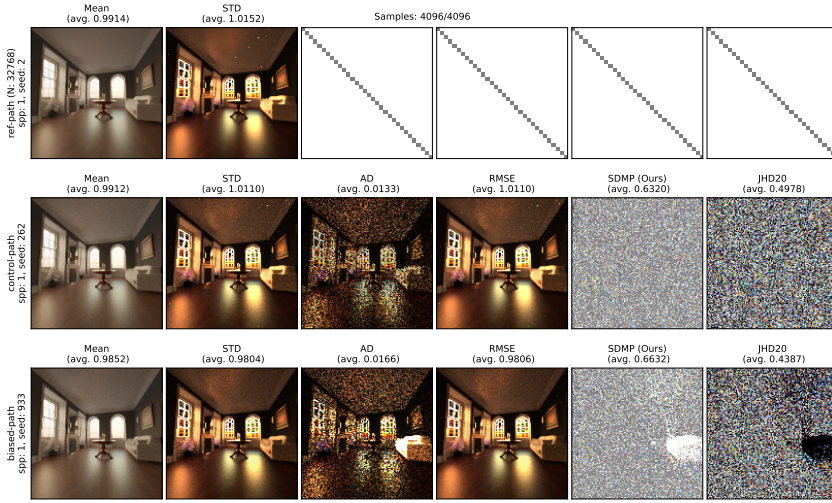 Mean
(avg. 0.9914)
STD
(avg. 1.0152)
Samples: 4096/4096
ref-path (N: 32768)
spp: 1, seed: 2
Mean
(avg. 0.9912)
STD
(avg. 1.0110)
AD
(avg. 0.0133)
RMSE
(avg. 1.0110)
SDMP (Ours)
(avg. 0.6320)
JHD20
(avg. 0.4978)
control-path
spp: 1, seed: 262
Mean
(avg. 0.9852)
STD
(avg. 0.9804)
AD
(avg. 0.0166)
RMSE
(avg. 0.9806)
SDMP (Ours)
(avg. 0.6632)
JHD20
(avg. 0.4387)
biased-path
spp: 1, seed: 933